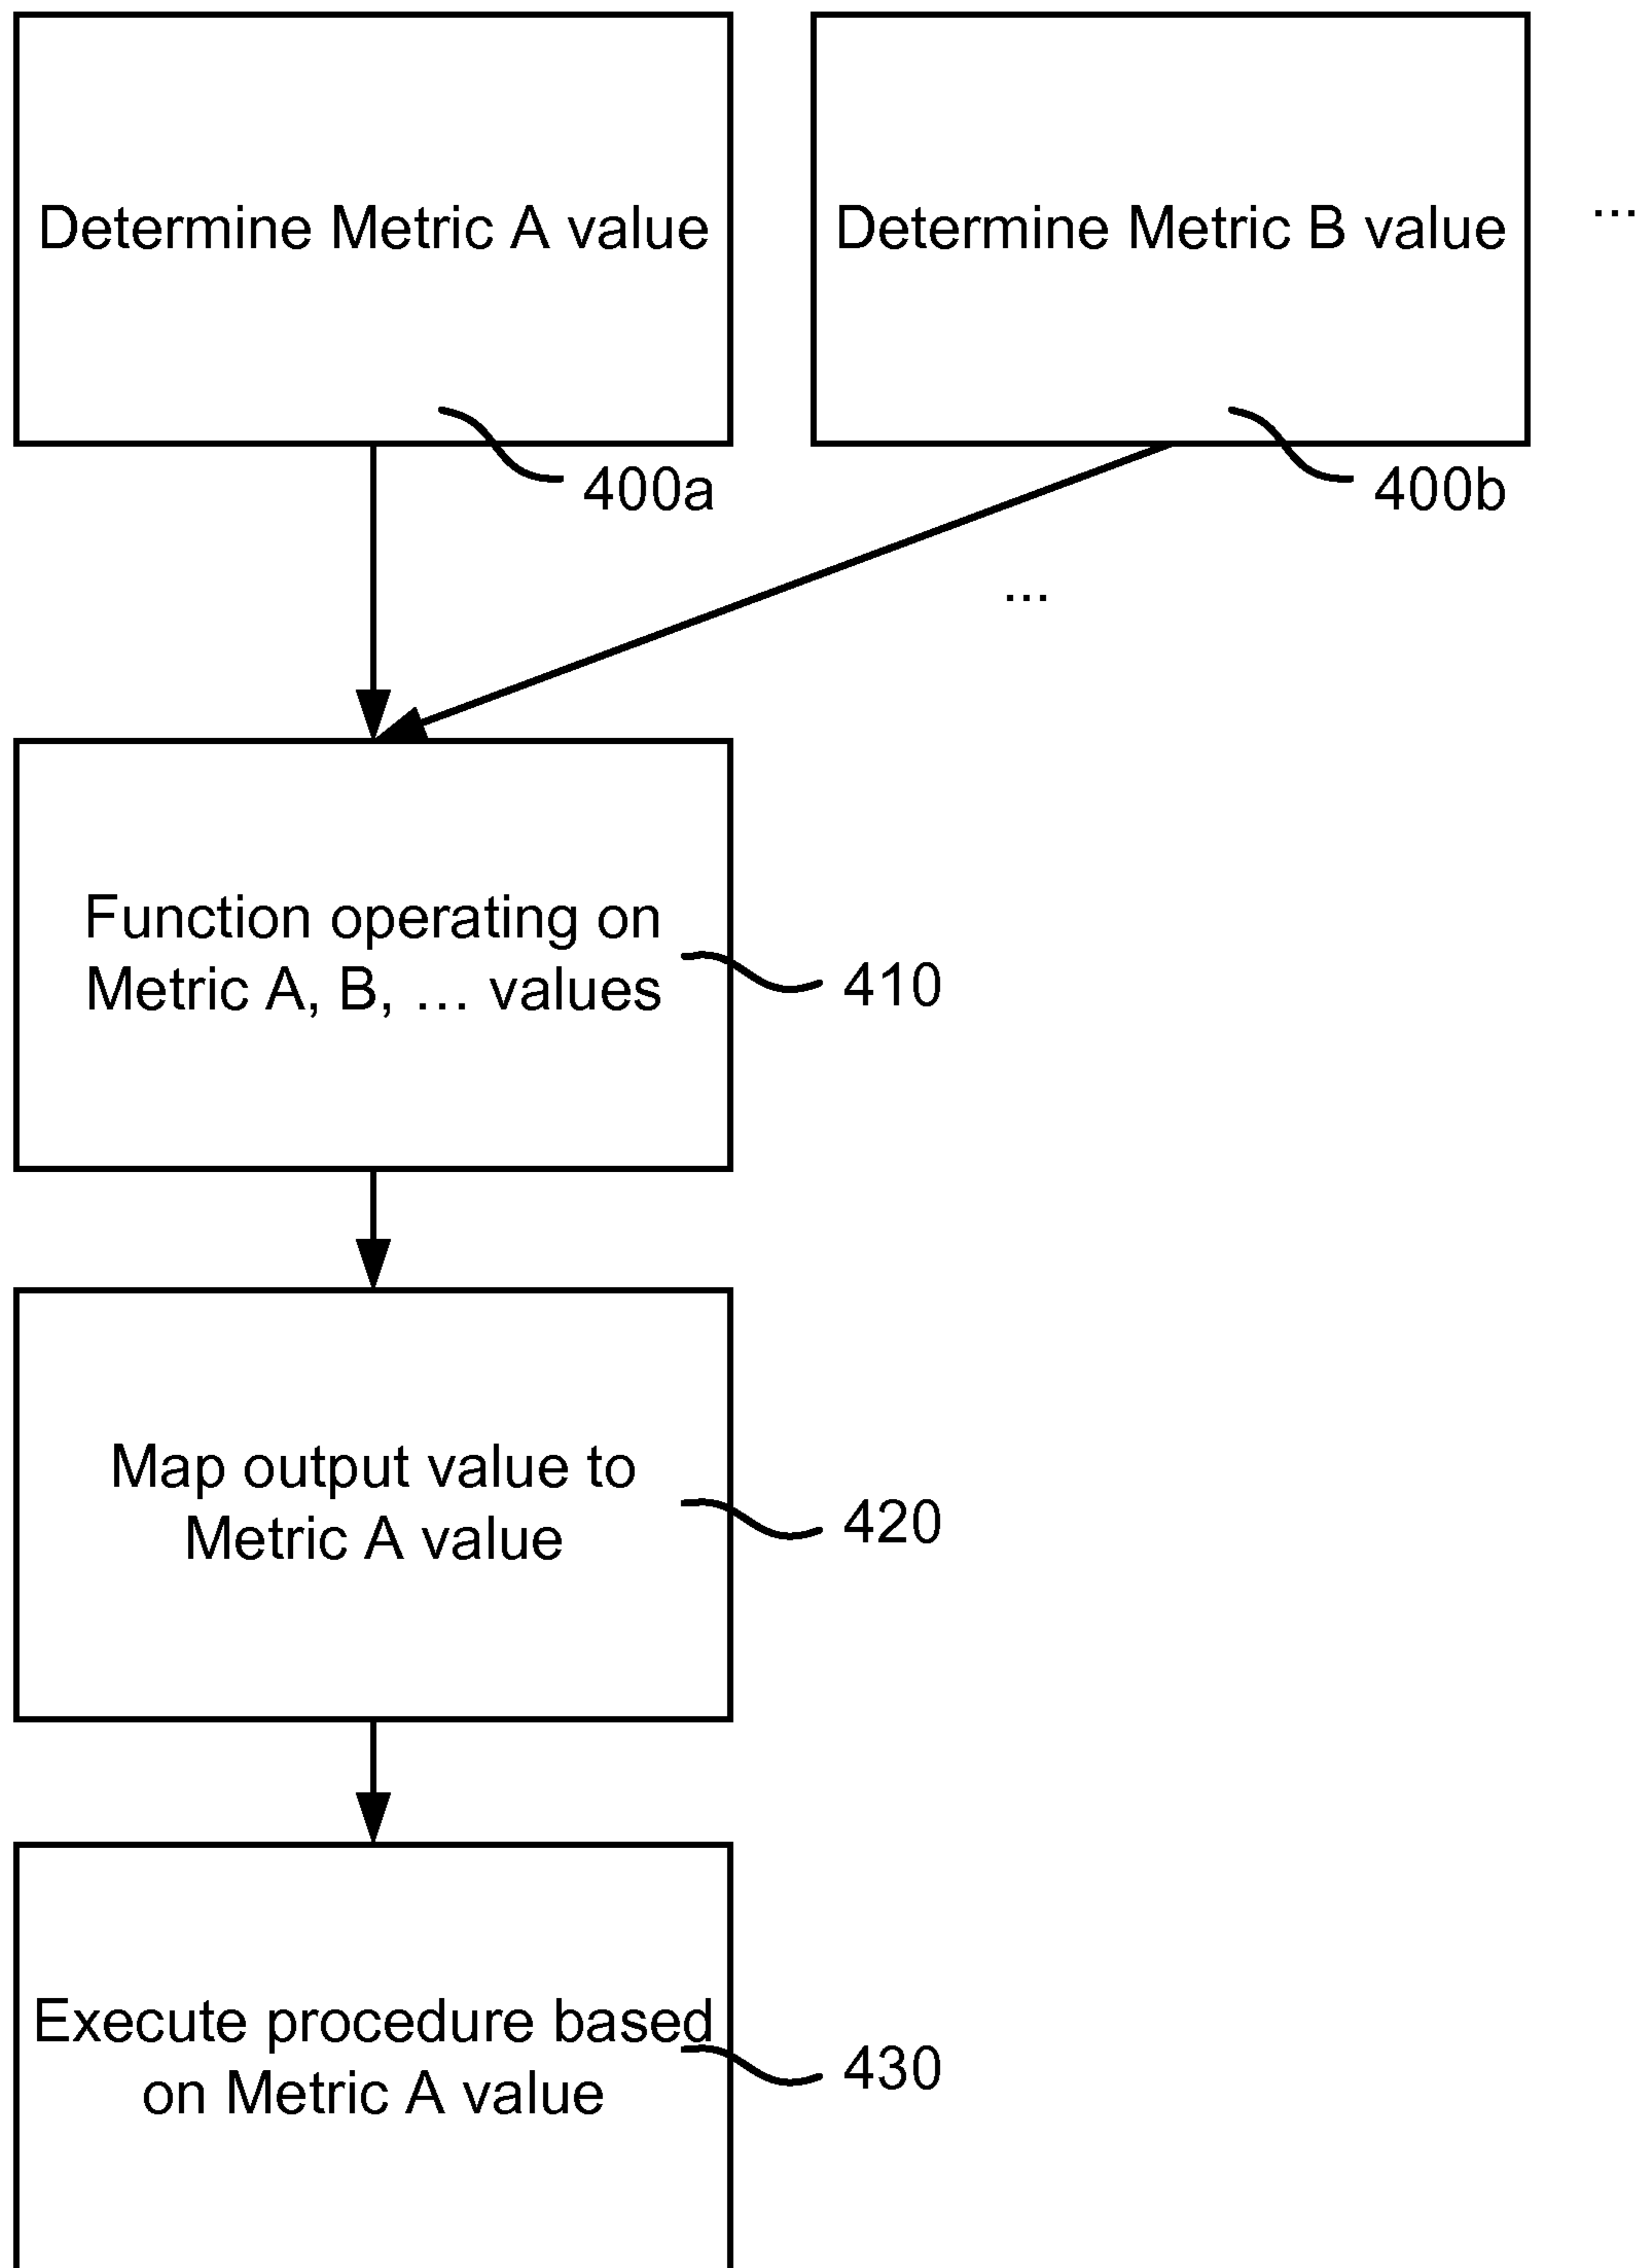 Determine Metric A value
Determine Metric B value
...
400a
400b
...
Function operating on
Metric A, B, ... values
410
Map output value to
Metric A value
420
Execute procedure based
on Metric A value
430